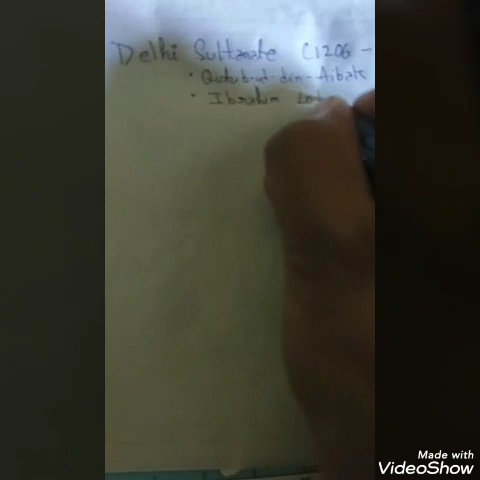 Delhi Sultanate (1206 -
• Qutub-ud-din-Aibak
• Ibrahim
Made with
VideoShow